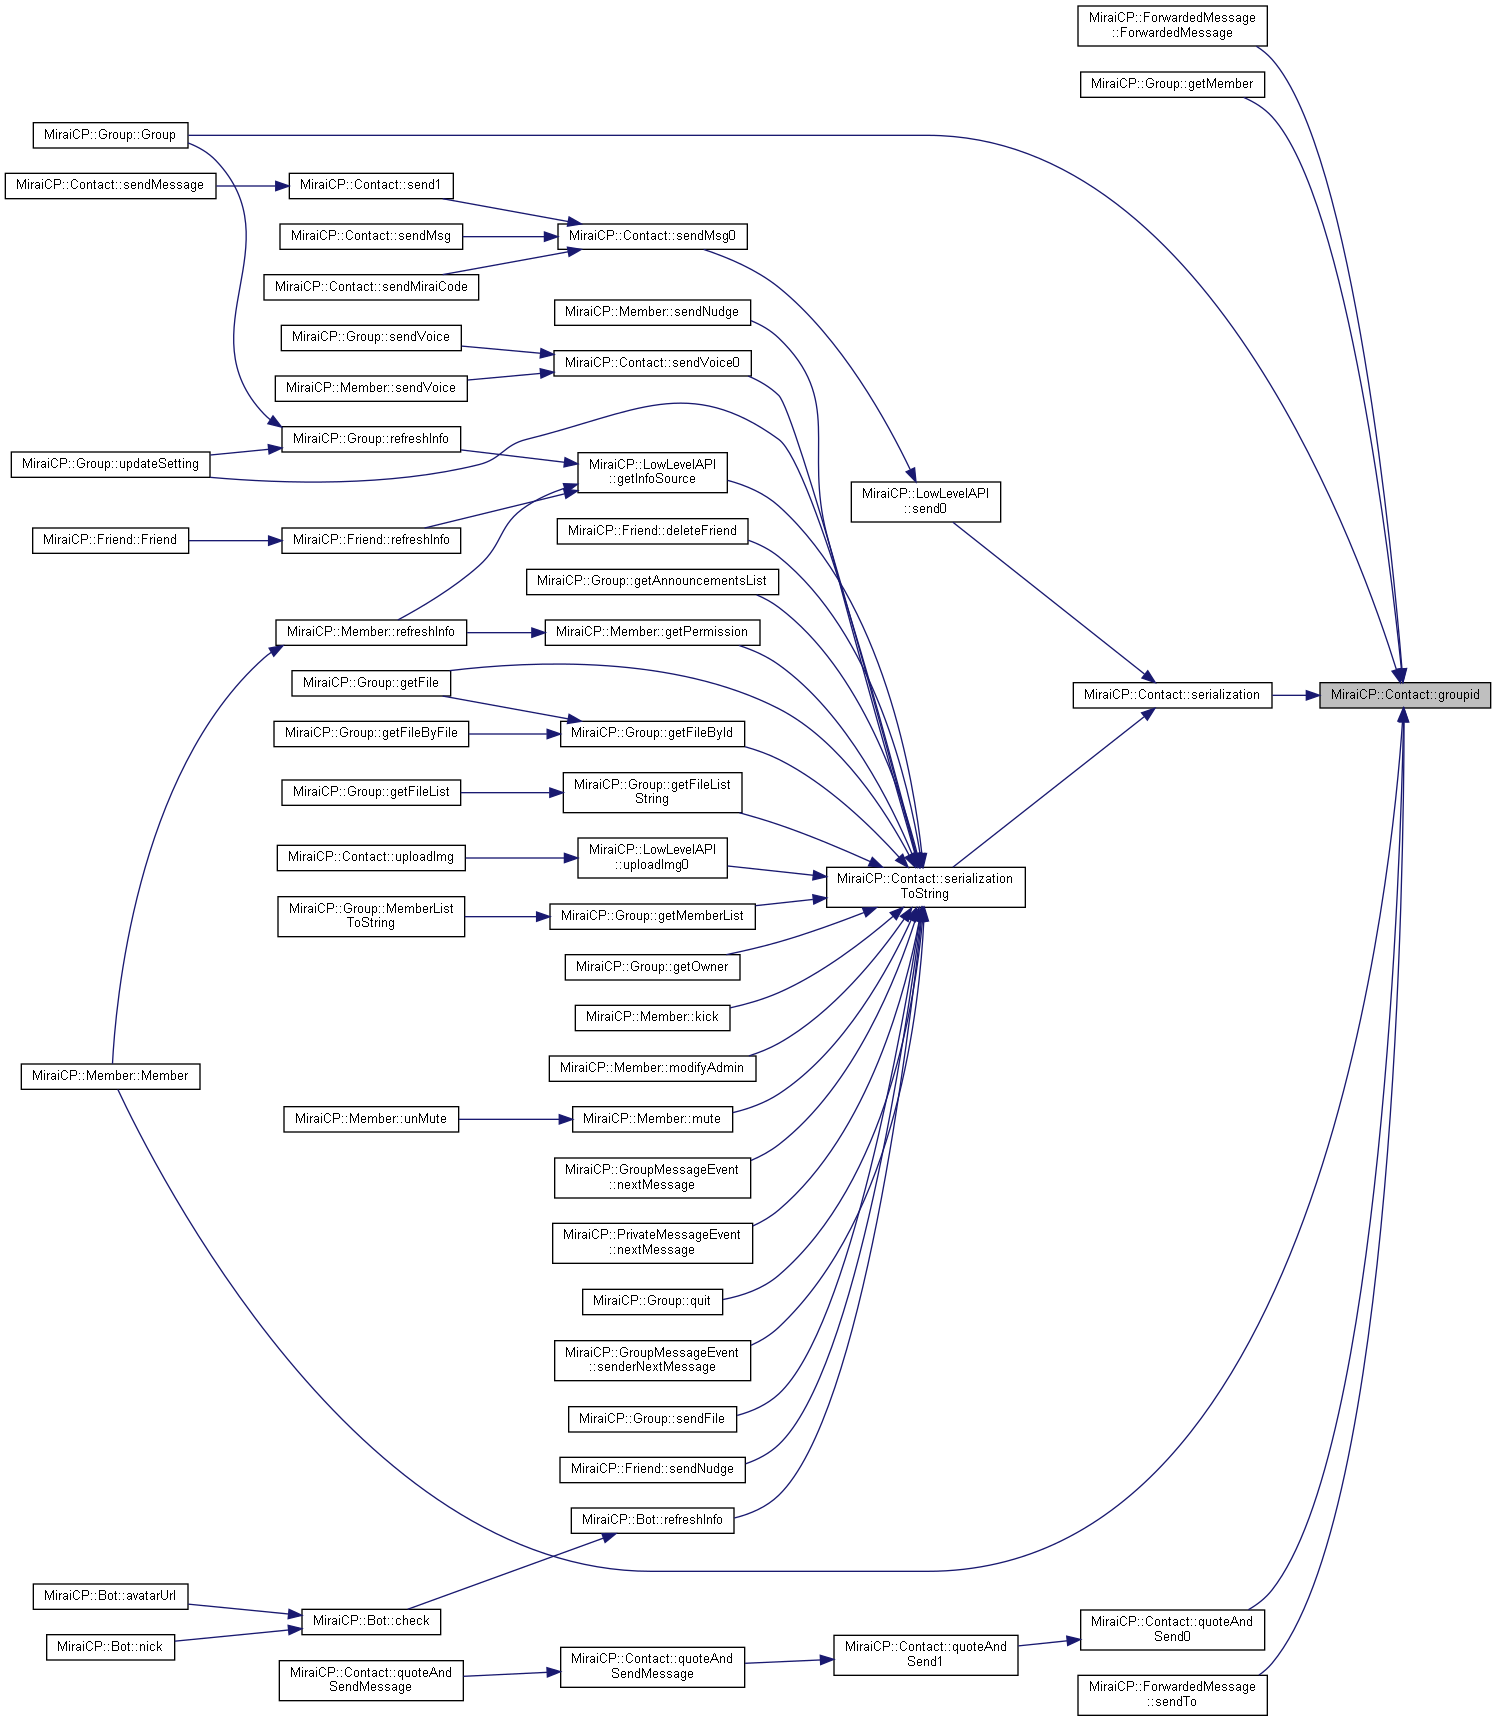 MiraiCP::ForwardedMessage
::ForwardedMessage
MiraiCP::Group::getMember
MiraiCP::Group::Group
MiraiCP::Contact::sendMessage
MiraiCP::Contact::send1
MiraiCP::Contact::sendMsg
MiraiCP::Contact::sendMsg0
MiraiCP::Contact::sendMiraiCode
MiraiCP::Member::sendNudge
MiraiCP::Group::sendVoice
MiraiCP::Contact::sendVoice0
MiraiCP::Member::sendVoice
MiraiCP::Group::refreshInfo
MiraiCP::Group::updateSetting
MiraiCP::LowLevelAPI
::getInfoSource
MiraiCP::LowLevelAPI
::send0
MiraiCP::Friend::deleteFriend
MiraiCP::Friend::Friend
MiraiCP::Friend::refreshInfo
MiraiCP::Group::getAnnouncementsList
MiraiCP::Member::refreshInfo
MiraiCP::Member::getPermission
MiraiCP::Group::getFile
MiraiCP::Contact::serialization
MiraiCP::Contact::groupid
MiraiCP::Group::getFileByFile
MiraiCP::Group::getFileById
MiraiCP::Group::getFileList
MiraiCP::Group::getFileList
String
MiraiCP::Contact::uploadImg
MiraiCP::LowLevelAPI
::uploadImg0
MiraiCP::Contact::serialization
ToString
MiraiCP::Group::MemberList
ToString
MiraiCP::Group::getMemberList
MiraiCP::Group::getOwner
MiraiCP::Member::kick
MiraiCP::Member::modifyAdmin
MiraiCP::Member::Member
MiraiCP::Member::unMute
MiraiCP::Member::mute
MiraiCP::GroupMessageEvent
::nextMessage
MiraiCP::PrivateMessageEvent
::nextMessage
MiraiCP::Group::quit
MiraiCP::GroupMessageEvent
::senderNextMessage
MiraiCP::Group::sendFile
MiraiCP::Friend::sendNudge
MiraiCP::Bot::refreshInfo
MiraiCP::Bot::avatarUrl
MiraiCP::Bot::check
MiraiCP::Bot::nick
MiraiCP::Contact::quoteAnd
SendMessage
MiraiCP::Contact::quoteAnd
SendMessage
MiraiCP::Contact::quoteAnd
Send1
MiraiCP::Contact::quoteAnd
Send0
MiraiCP::ForwardedMessage
::sendTo